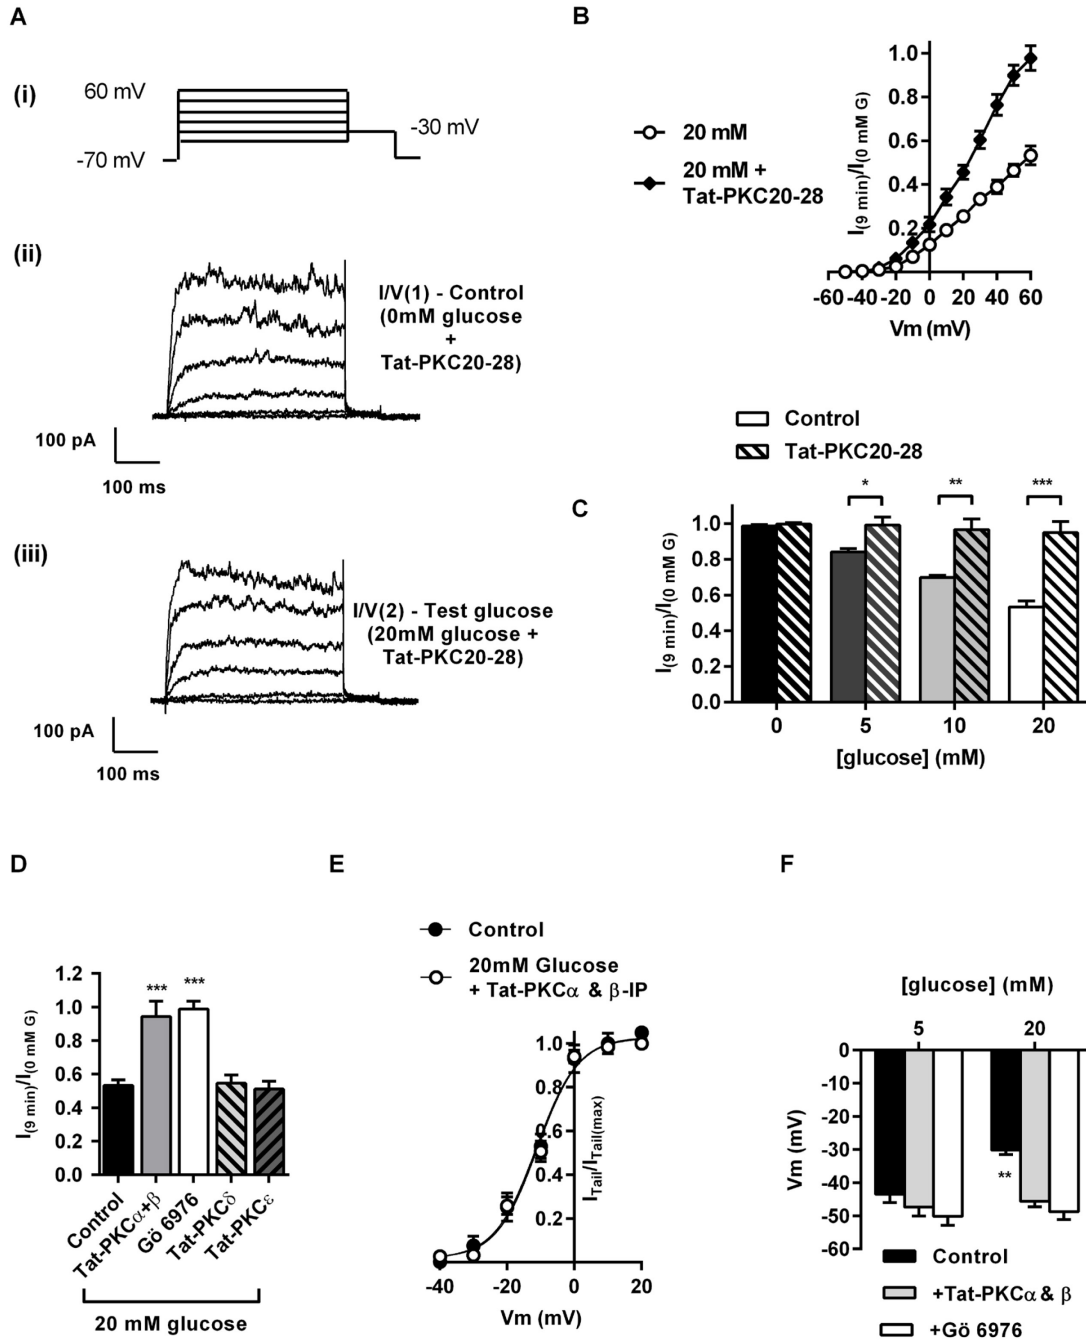 A
(i)
60 mV
-30 mV
-70 mV
(ii)
I/V(1) - Control
(0mM glucose
+
Tat-PKC20-28)
100 pA
100 ms
(iii)
I/V(2) - Test glucose
(20mM glucose +
Tat-PKC20-28)
100 pA
100 ms
B
20 mM
20 mM +
Tat-PKC20-28
I(9 min)/I(0 mM G)
1.0
0.8
0.6
0.4
0.2
-60 -40 -20 0 20 40 60
Vm (mV)
C
Control
Tat-PKC20-28
* ** ***
I(9 min)/I(0 mM G)
1.0
0.8
0.6
0.4
0.2
0.0
0 5 10 20
[glucose] (mM)
D
I(9 min)/I(0 mM G)
1.2
1.0
0.8
0.6
0.4
0.2
0.0
*** ***
Control
Tat-PKCα+β
Gö 6976
Tat-PKCδ
Tat-PKCε
20 mM glucose
E
Control
20mM Glucose
+ Tat-PKCα & β-IP
1.0
0.8
0.6
0.4
0.2
ITail/ITail(max)
-40 -20 0 20
Vm (mV)
F
[glucose] (mM)
5 20
0
-10
-20
-30
-40
-50
-60
Vm (mV)
**
Control
+Tat-PKCα & β
+Gö 6976